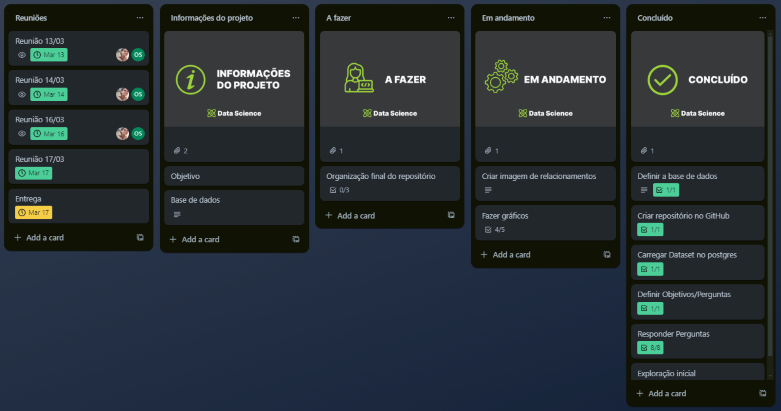 Reuniões
Reunião 13/03
Mar 13
OS
Reunião 14/03
Mar 14
OS
Reunião 16/03
Mar 16
OS
Reunião 17/03
Mar 17
Entrega
Mar 17
+ Add a card
Informações do projeto
INFORMAÇÕES
DO PROJETO
Data Science
2
Objetivo
Base de dados
+ Add a card
A fazer
A FAZER
Data Science
1
Organização final do repositório
0/3
+ Add a card
Em andamento
EM ANDAMENTO
Data Science
1
Criar imagem de relacionamentos
Fazer gráficos
4/5
+ Add a card
Concluído
CONCLUÍDO
Data Science
1
Definir a base de dados
1/1
Criar repositório no GitHub
1/1
Carregar Dataset no postgres
1/1
Definir Objetivos/Perguntas
1/1
Responder Perguntas
8/8
Exploração inicial
+ Add a card